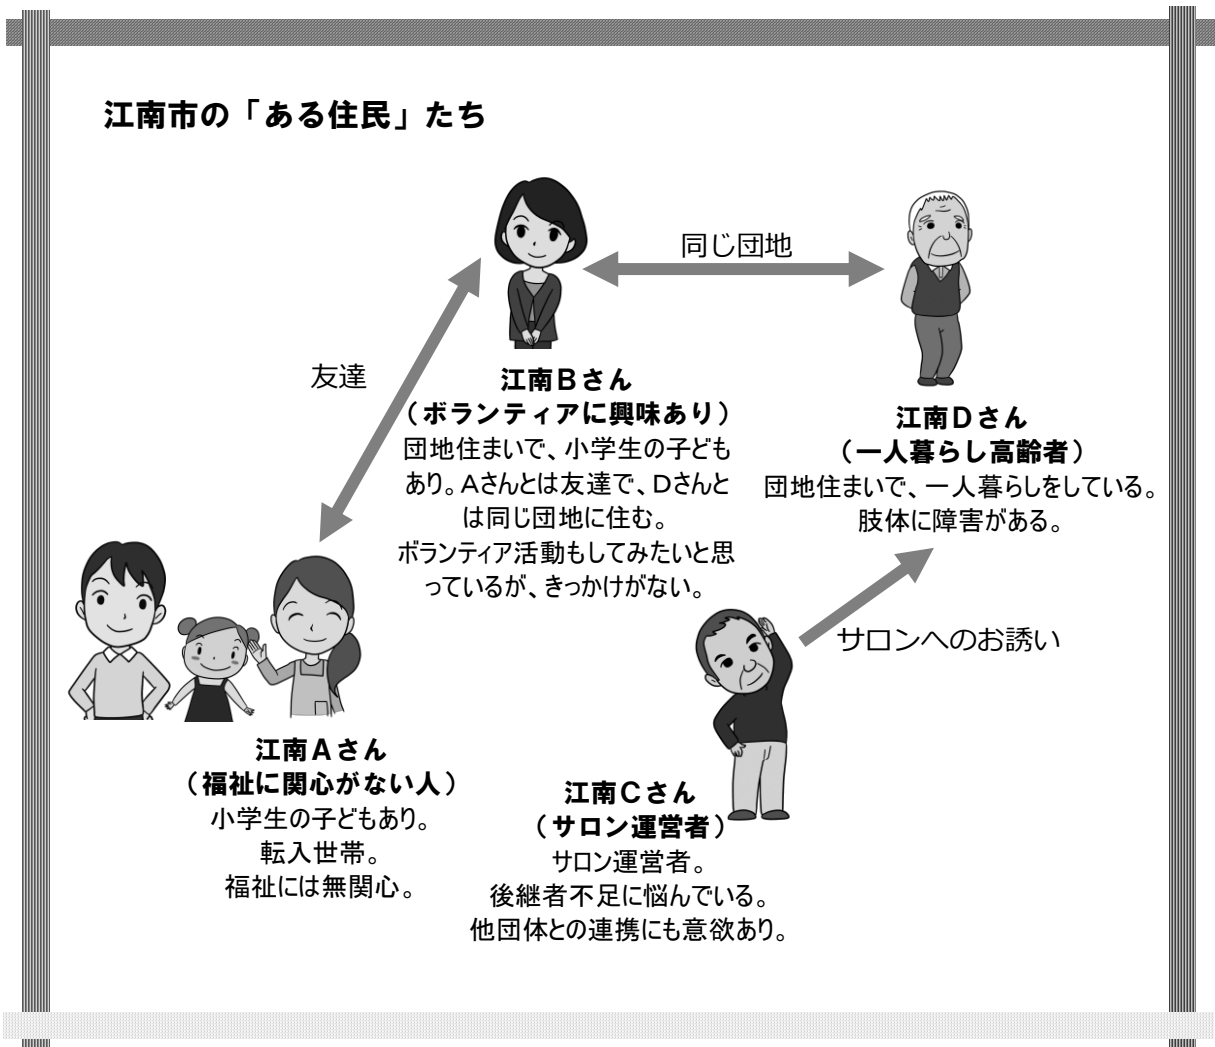 江南市の「ある住民」たち
同じ団地
友達
江南Ｂさん
（ボランティアに興味あり）
団地住まいで、小学生の子ども
あり。Ａさんとは友達で、Ｄさんと
は同じ団地に住む。
ボランティア活動もしてみたいと思
っているが、きっかけがない。
江南Ｄさん
（一人暮らし高齢者）
団地住まいで、一人暮らしをしている。
肢体に障害がある。
サロンへのお誘い
江南Ａさん
（福祉に関心がない人）
小学生の子どもあり。
転入世帯。
福祉には無関心。
江南Ｃさん
（サロン運営者）
サロン運営者。
後継者不足に悩んでいる。
他団体との連携にも意欲あり。